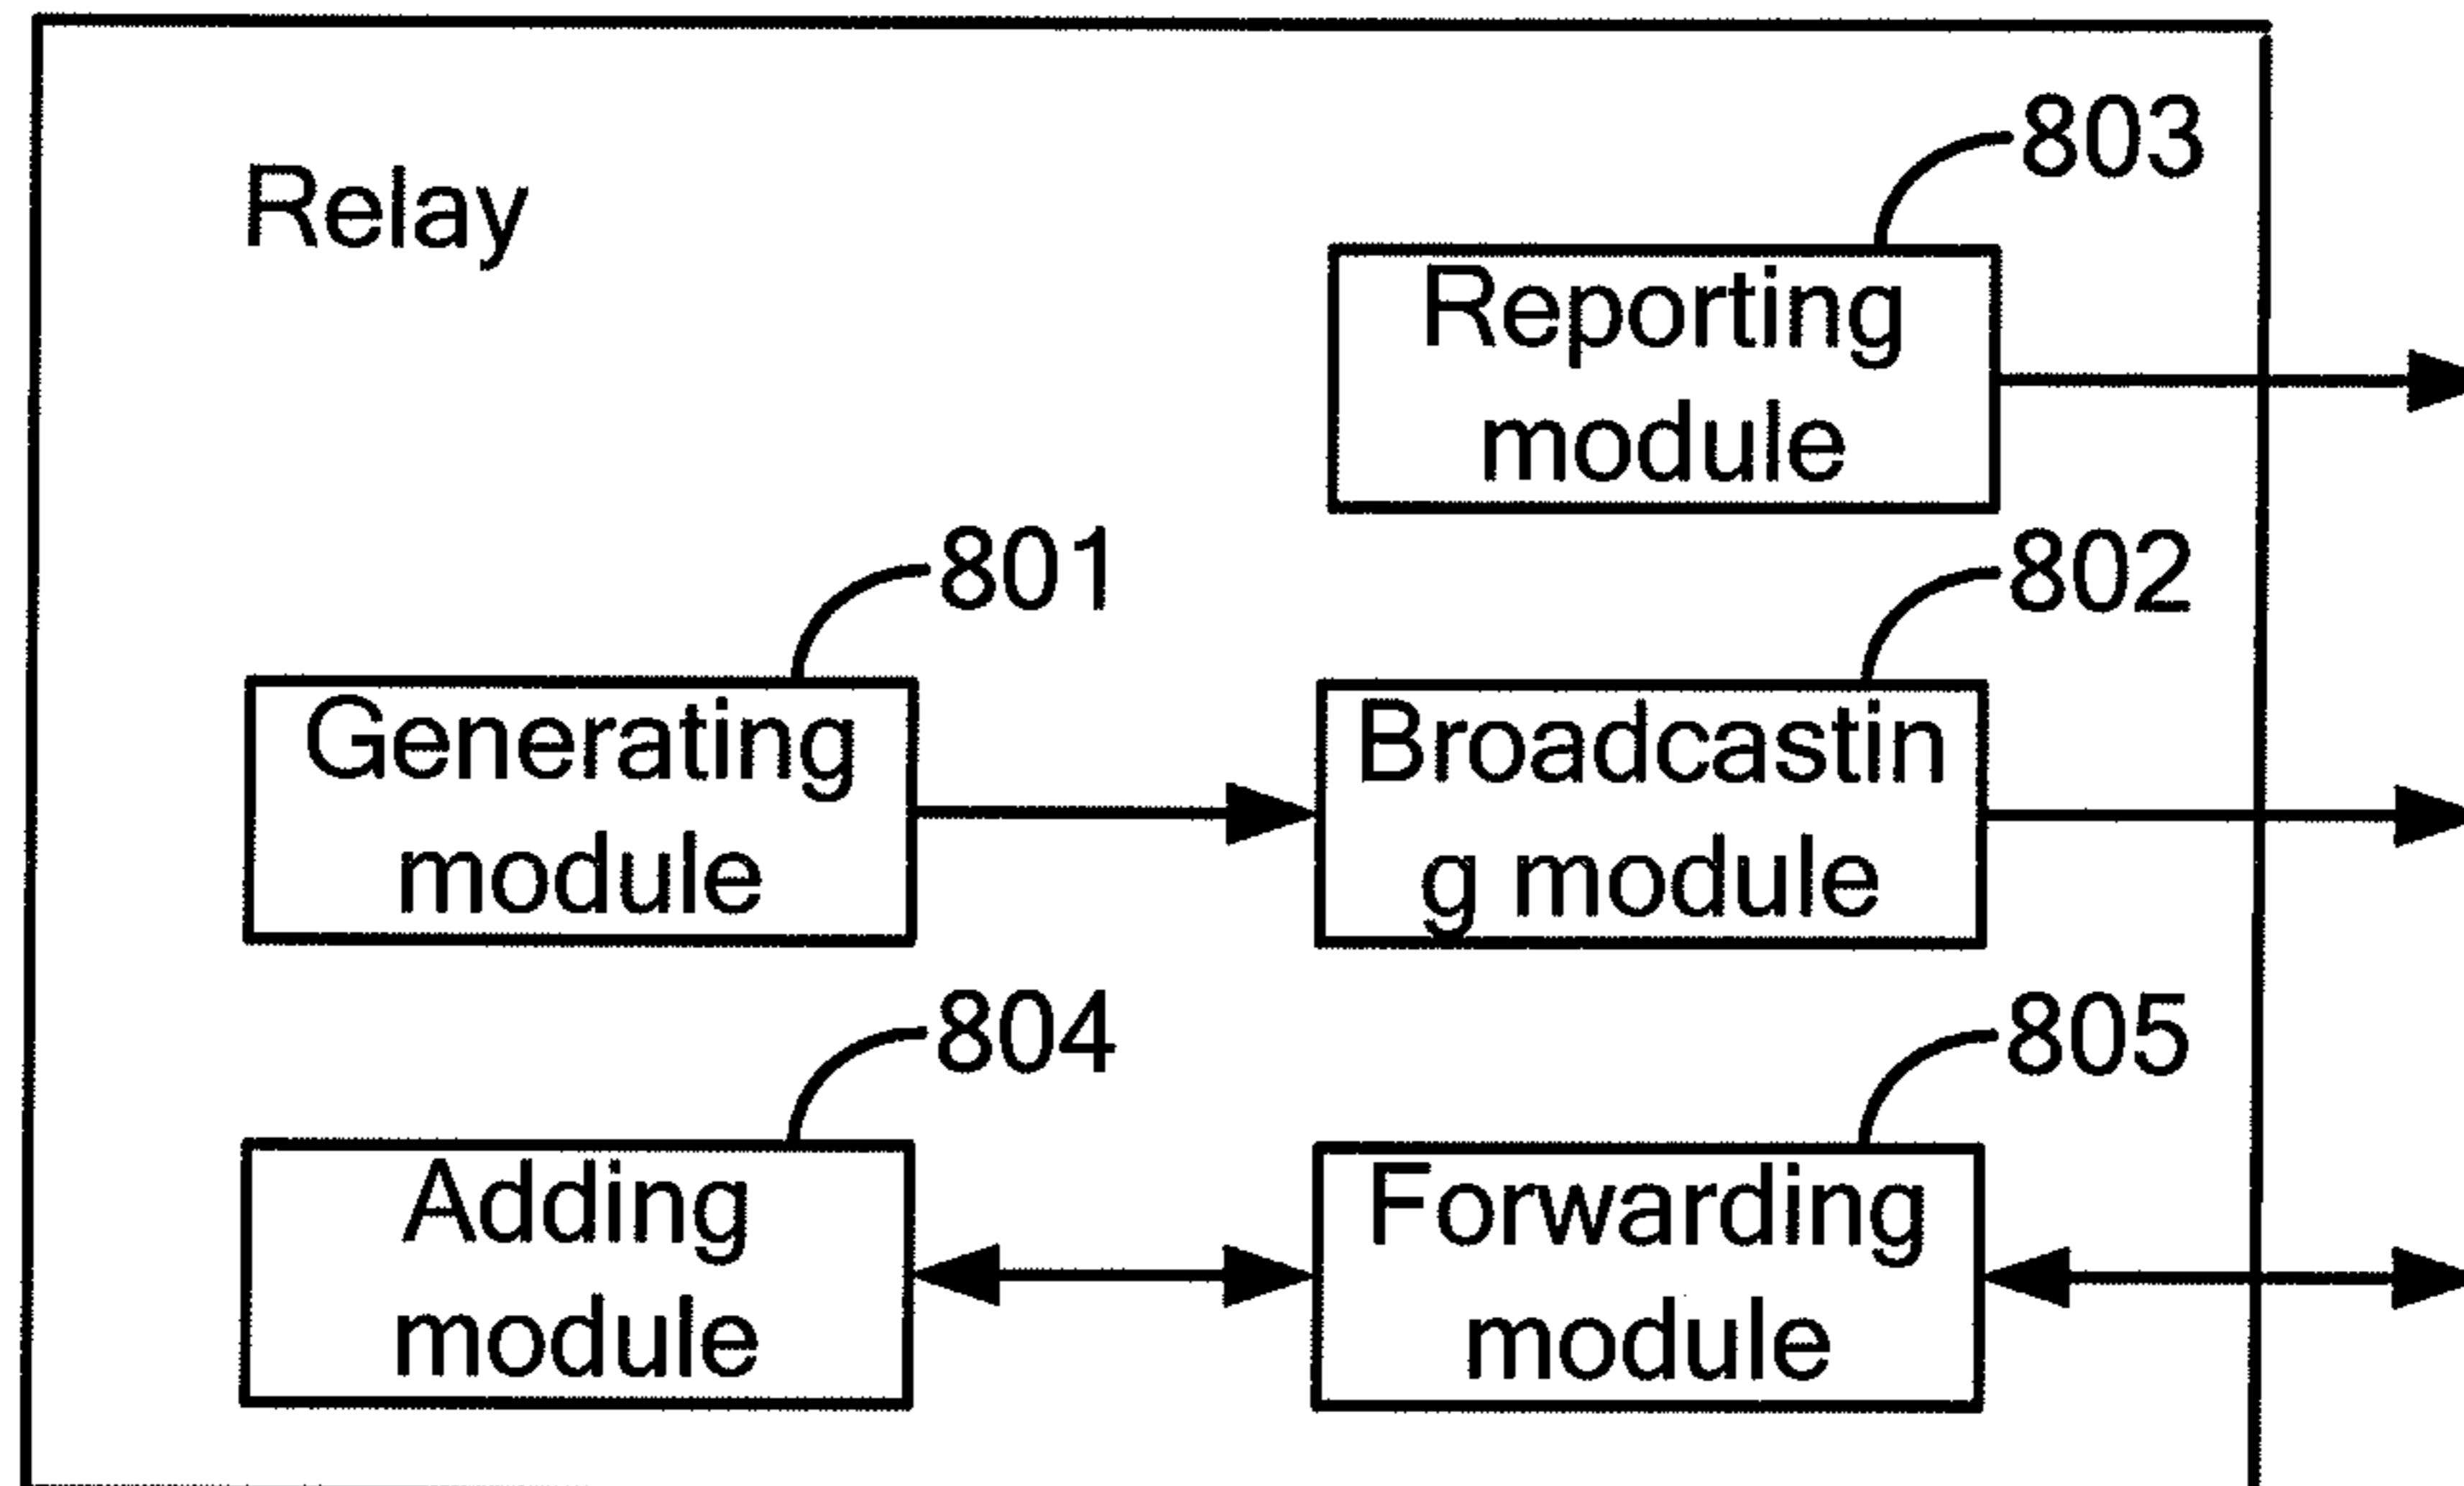 Relay
803
Reporting
module
801
802
Generating
module
Broadcastin
g module
804
805
Adding
module
Forwarding
module